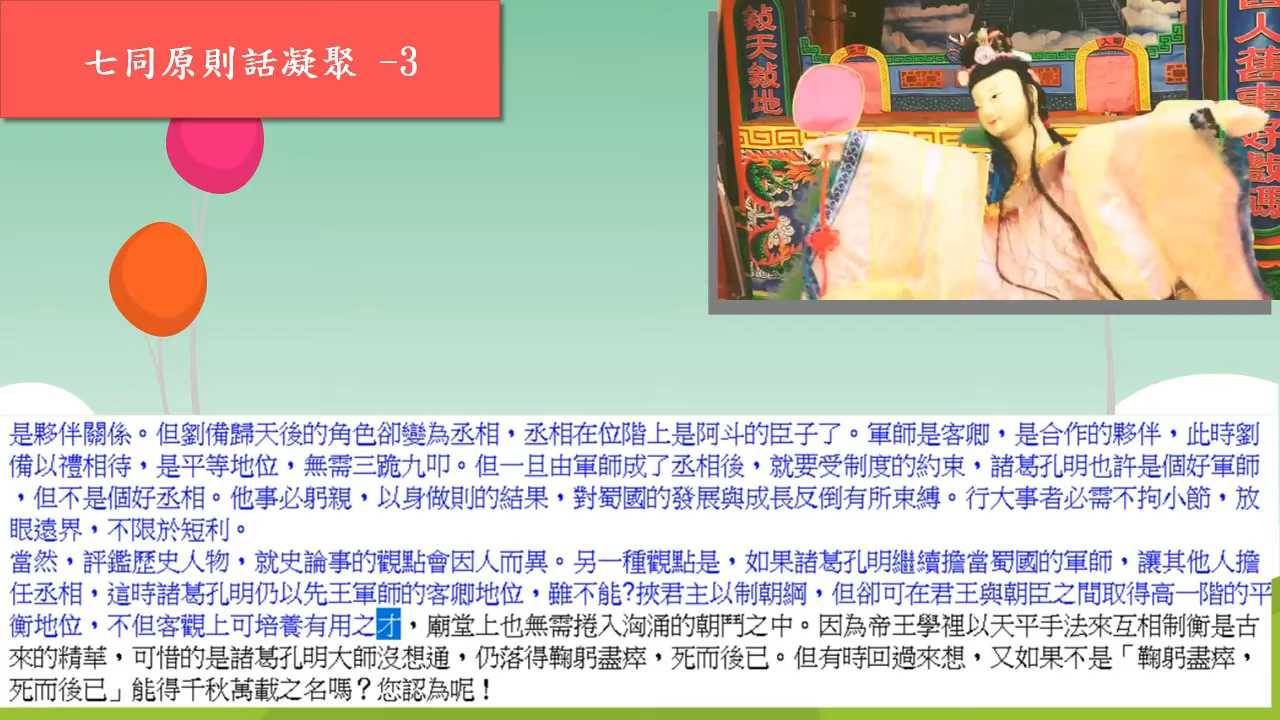 七同原則話凝聚 -3
敲天敲地
古人舊事好戲碼
土地
入相
是夥伴關係。但劉備歸天後的角色卻變為丞相，丞相在位階上是阿斗的臣子了。軍師是客卿，是合作的夥伴，此時劉
備以禮相待，是平等地位，無需三跪九叩。但一旦由軍師成了丞相後，就要受制度的約束，諸葛孔明也許是個好軍師
，但不是個好丞相。他事必躬親，以身做則的結果，對蜀國的發展與成長反倒有所束縛。行大事者必需不拘小節，放
眼遠界，不限於短利。
當然，評鑑歷史人物，就史論事的觀點會因人而異。另一種觀點是，如果諸葛孔明繼續擔當蜀國的軍師，讓其他人擔
任丞相，這時諸葛孔明仍以先王軍師的客卿地位，雖不能?挾君主以制朝綱，但卻可在君王與朝臣之間取得高一階的平
衡地位，不但客觀上可培養有用之才，廟堂上也無需捲入洶涌的朝鬥之中。因為帝王學裡以天平手法來互相制衡是古
來的精華，可惜的是諸葛孔明大師沒想通，仍落得鞠躬盡瘁，死而後已。但有時回過來想，又如果不是「鞠躬盡瘁，
死而後已」能得千秋萬載之名嗎？您認為呢！